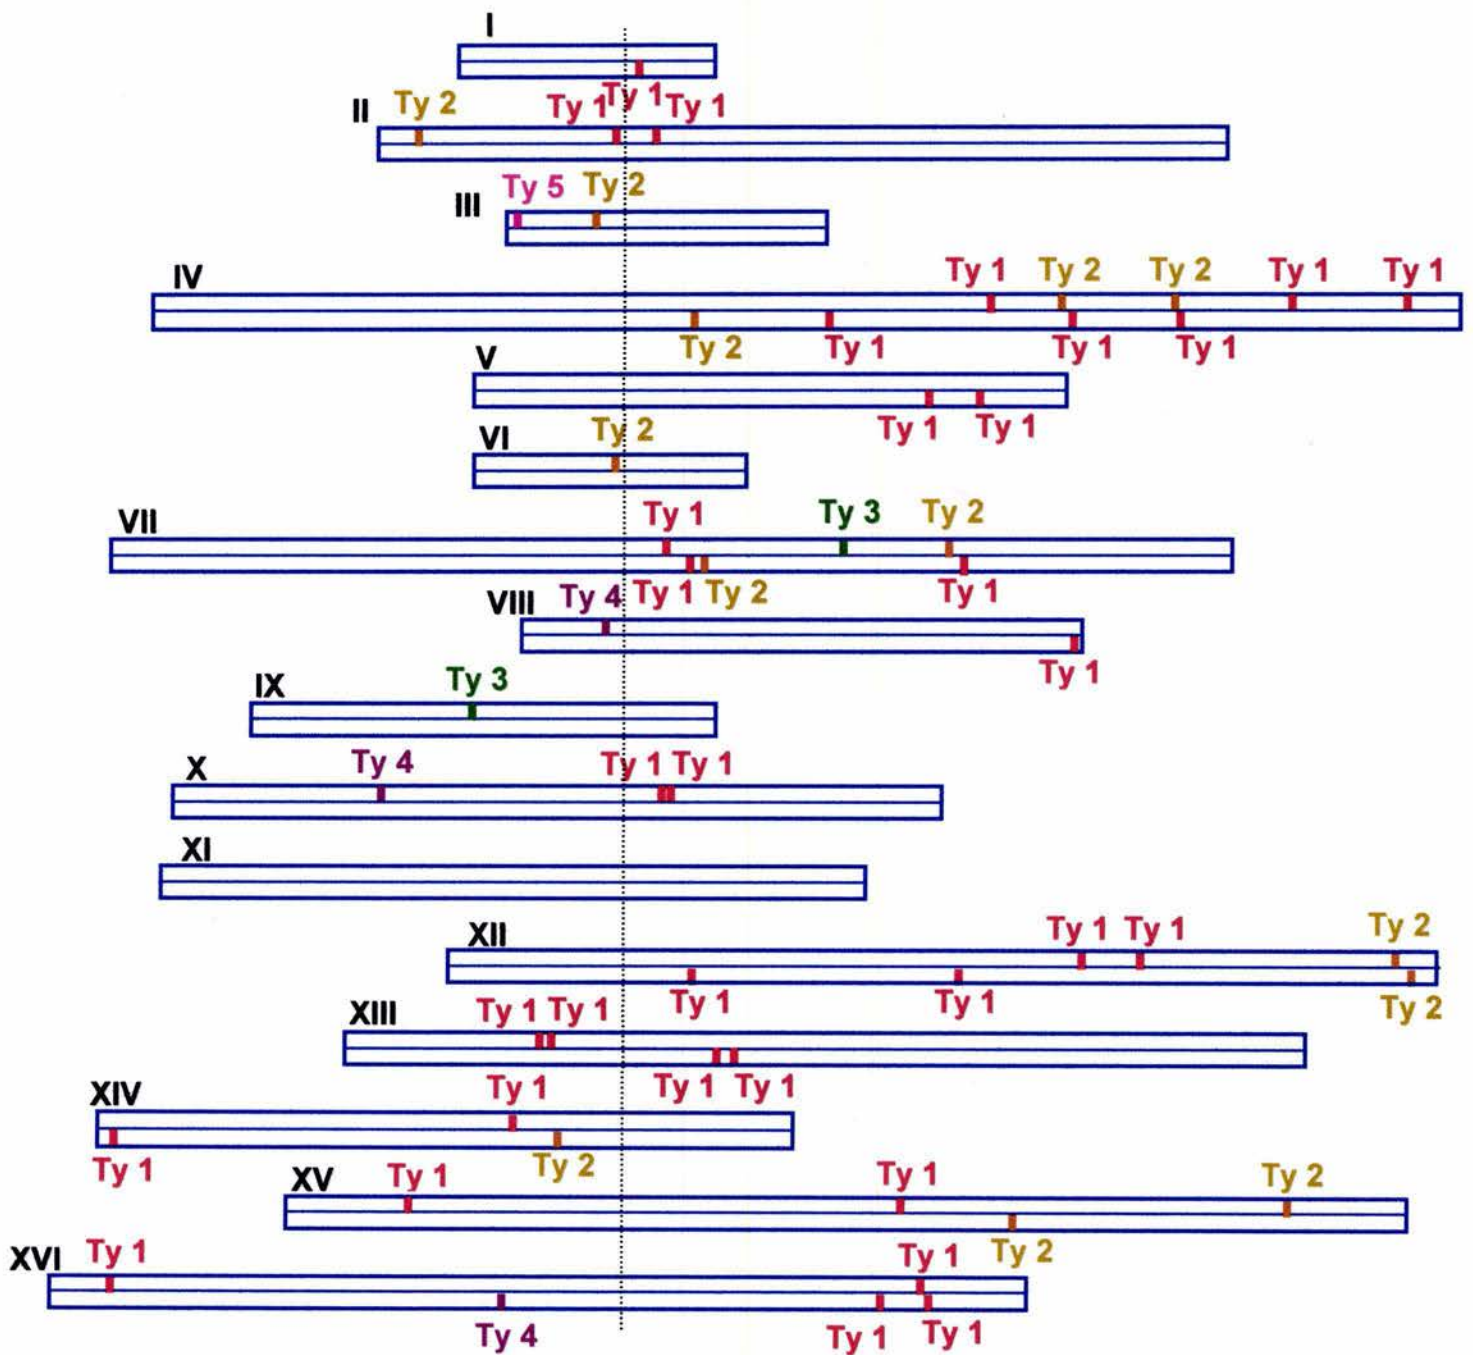 I
Ty 1
II Ty 2 Ty 1 Ty 1
III Ty 5 Ty 2
IV Ty 1 Ty 2 Ty 2 Ty 1 Ty 1
Ty 2 Ty 1 Ty 1 Ty 1
V
Ty 1 Ty 1
VI Ty 2
VII Ty 1 Ty 3 Ty 2
Ty 1 Ty 2 Ty 1
VIII Ty 4
Ty 1
IX Ty 3
X Ty 4 Ty 1 Ty 1
XI
XII Ty 1 Ty 1 Ty 2
Ty 1 Ty 1 Ty 2
XIII Ty 1 Ty 1
Ty 1 Ty 1
XIV Ty 1
Ty 1 Ty 2
XV Ty 1 Ty 1 Ty 2
Ty 2
XVI Ty 1 Ty 1
Ty 4 Ty 1 Ty 1